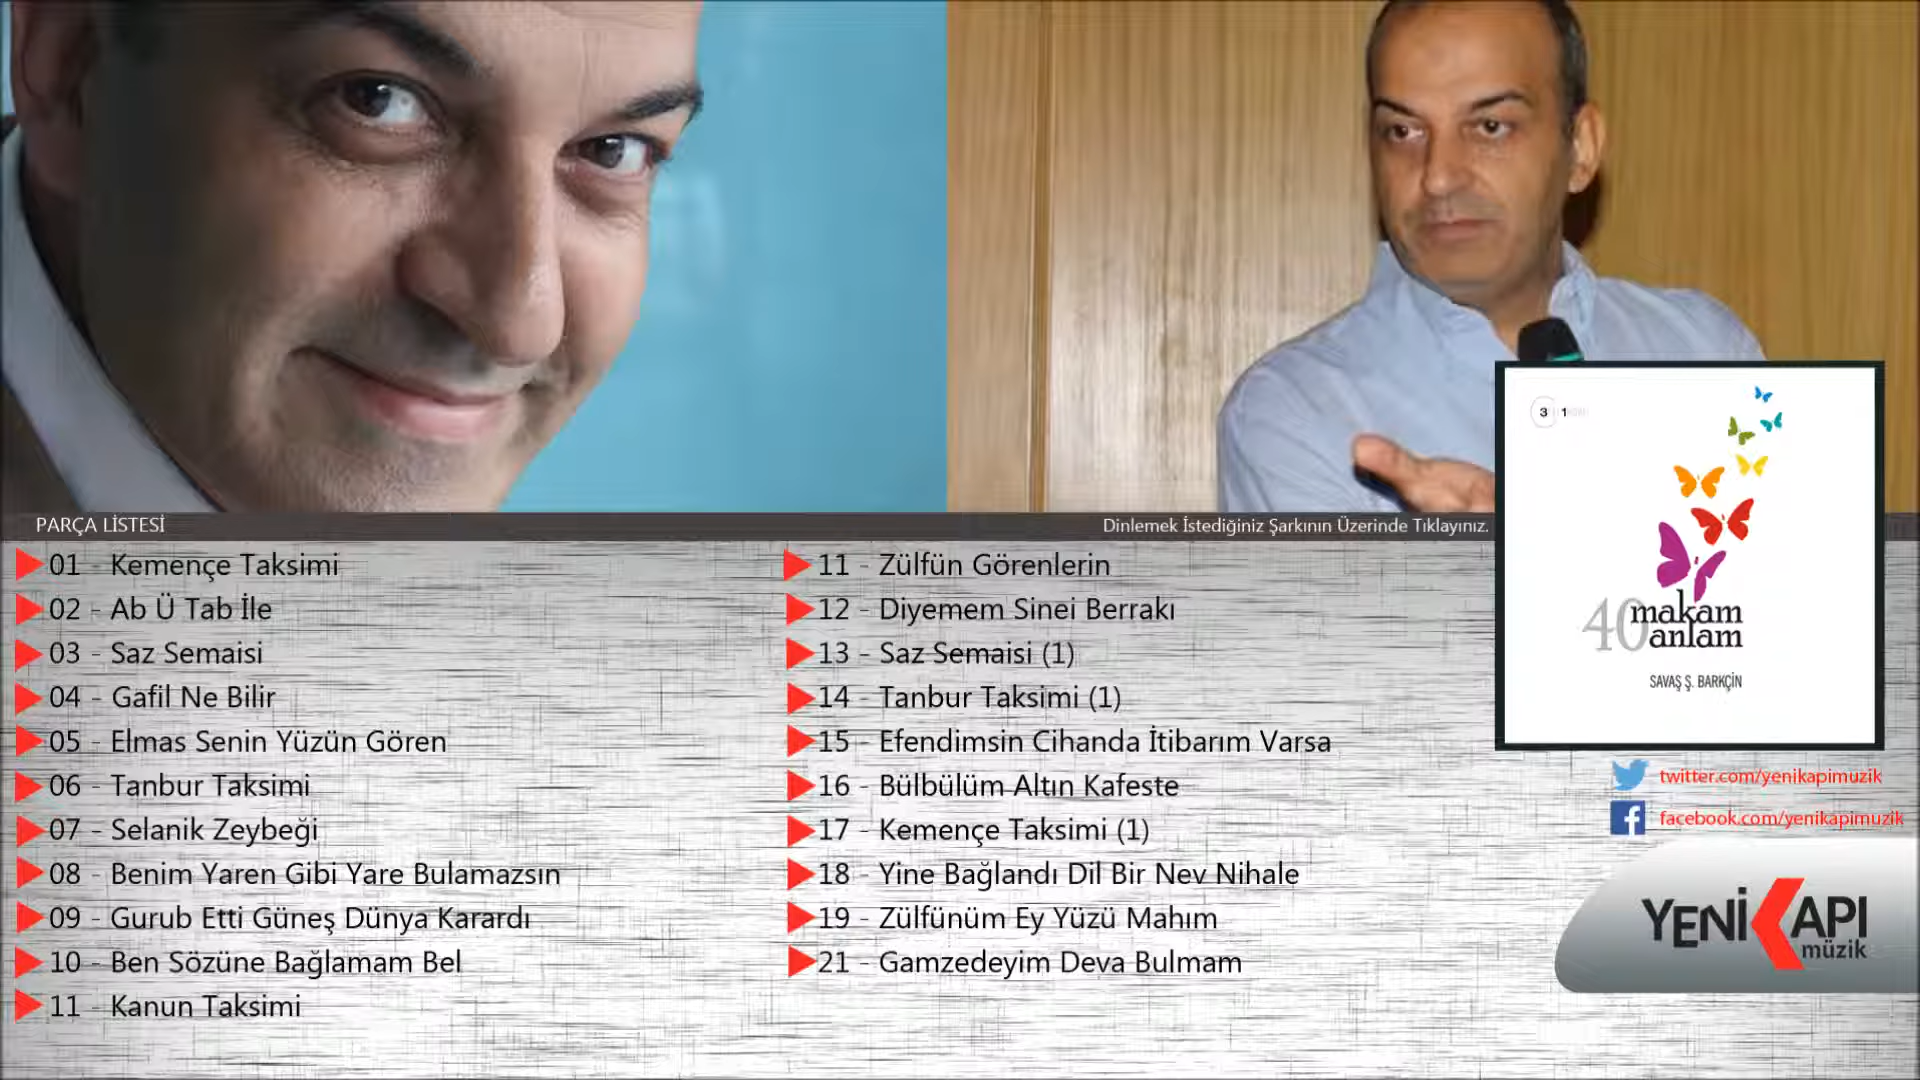 PARÇA LİSTESİ
Dinlemek İstediğiniz Şarkının Üzerinde Tıklayınız.
01 - Kemençe Taksimi
02 - Ab Ü Tab İle
03 - Saz Semaisi
04 - Gafil Ne Bilir
05 - Elmas Senin Yüzün Gören
06 - Tanbur Taksimi
07 - Selanik Zeybeği
08 - Benim Yaren Gibi Yare Bulamazsın
09 - Gurub Etti Güneş Dünya Karardı
10 - Ben Sözüne Bağlamam Bel
11 - Kanun Taksimi
11 - Zülfün Görenlerin
12 - Diyemem Sinei Berrakı
13 - Saz Semaisi (1)
14 - Tanbur Taksimi (1)
15 - Efendimsin Cihanda İtibarım Varsa
16 - Bülbülüm Altın Kafeste
17 - Kemençe Taksimi (1)
18 - Yine Bağlandı Dil Bir Nev Nihale
19 - Zülfünüm Ey Yüzü Mahım
21 - Gamzedeyim Deva Bulmam
3 1
40 makam
anlam
SAVAŞ Ş. BARKÇİN
twitter.com/yenikapimuzik
facebook.com/yenikapimuzik
YENİKAPI
müzik